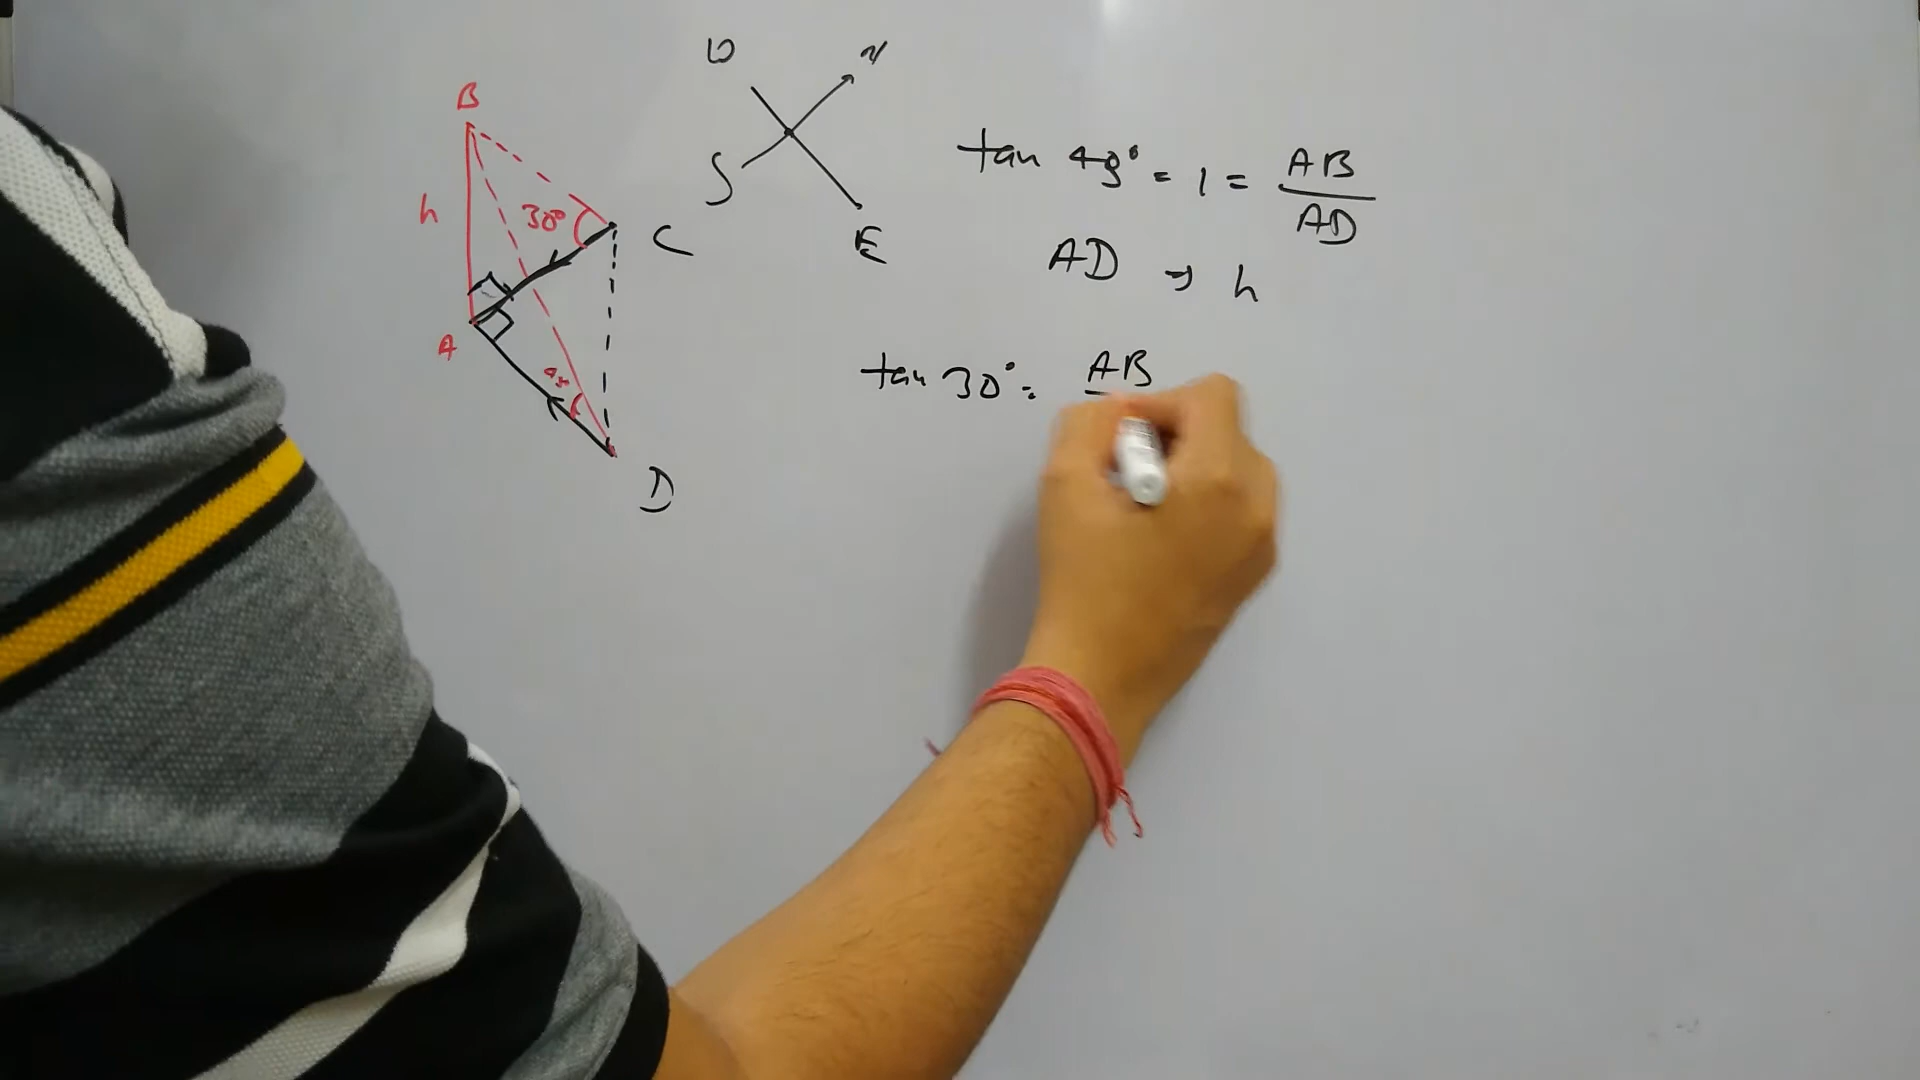 B
h
30°
C
A
45
D
W
N
S
E
tan 45° = 1 = AB
AD
AD → h
tan 30° = AB